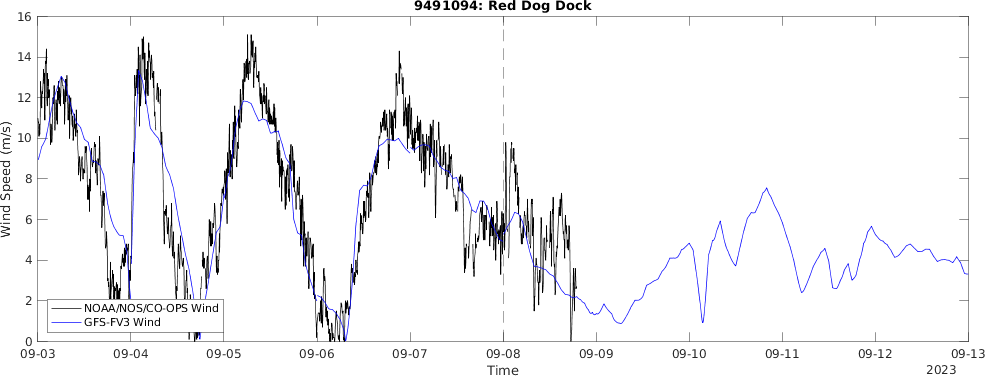 9491094: Red Dog Dock
16
14
12
10
8
6
4
2
0
Wind Speed (m/s)
NOAA/NOS/CO-OPS Wind
GFS-FV3 Wind
09-03 09-04 09-05 09-06 09-07 09-08 09-09 09-10 09-11 09-12 09-13
Time
2023